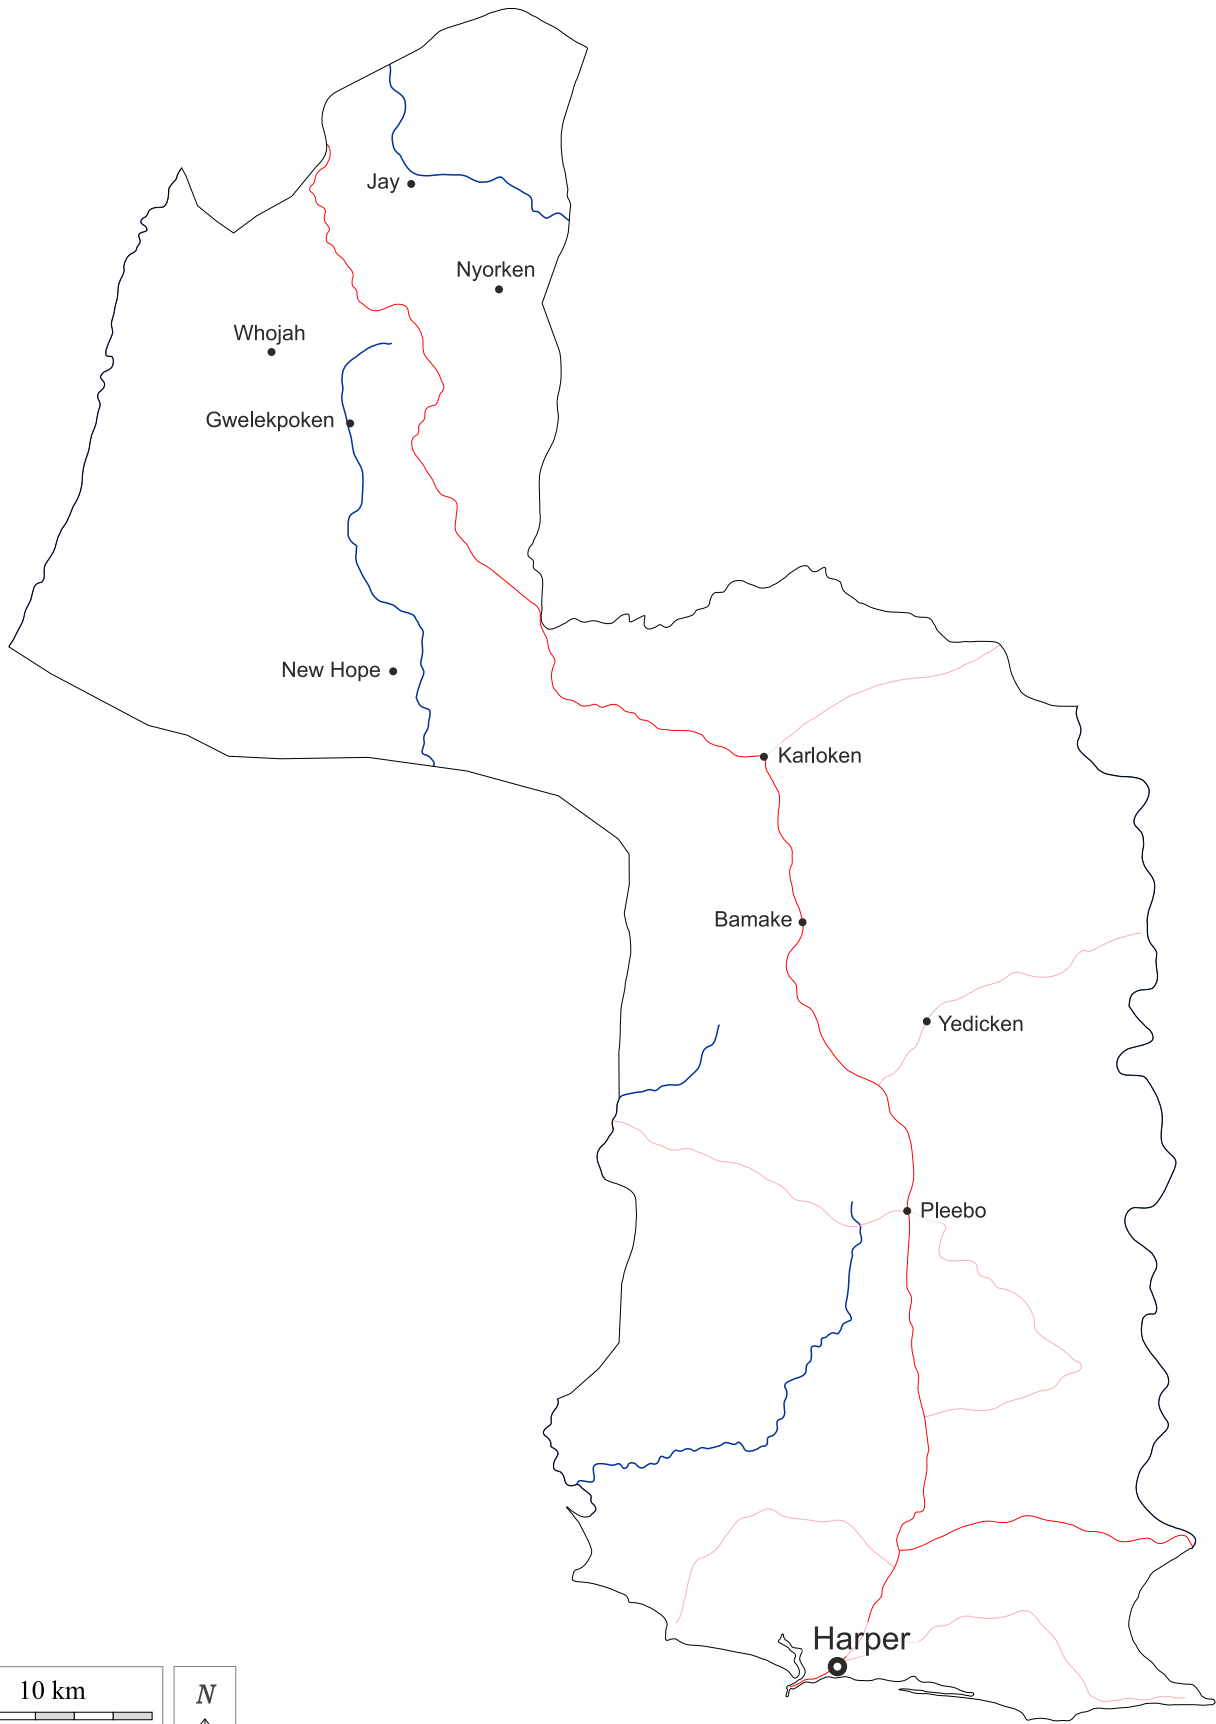 Jay
Nyorken
Whojah
Gwelekpoken
New Hope
Karloken
Bamake
Yedicken
Pleebo
Harper
10 km
N